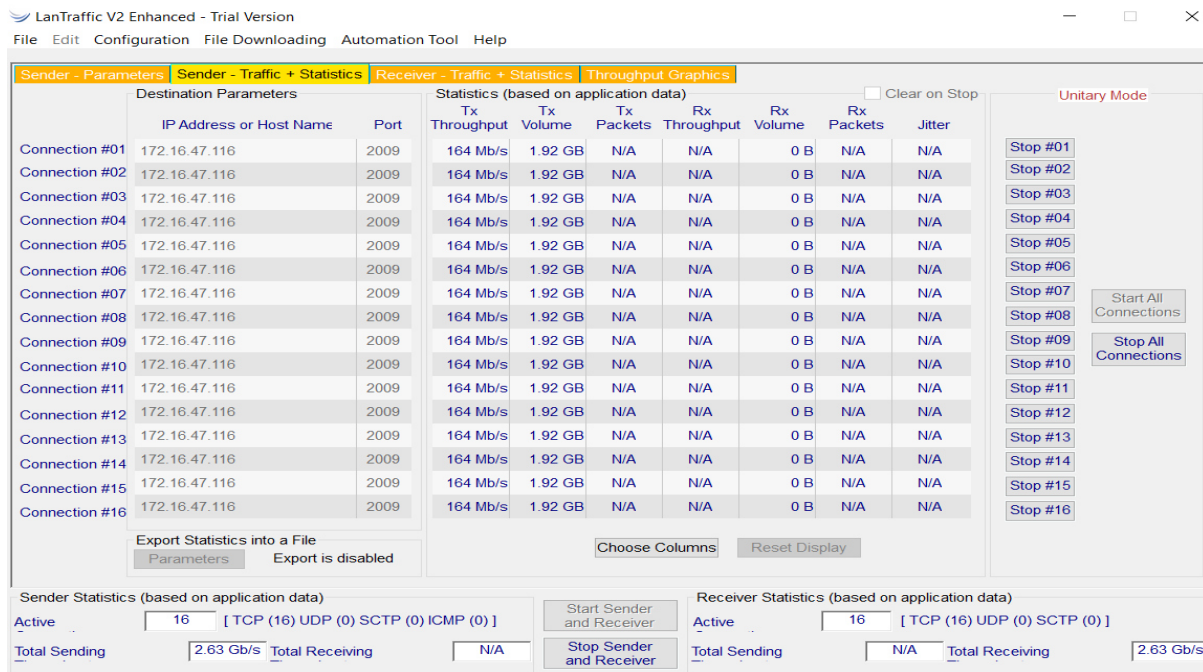 LanTraffic V2 Enhanced - Trial Version
File Edit Configuration File Downloading Automation Tool Help
Sender - Parameters Sender - Traffic + Statistics Receiver - Traffic + Statistics Throughput Graphics
Destination Parameters Statistics (based on application data) Clear on Stop Unitary Mode
Tx Tx Tx Rx Rx Rx
IP Address or Host Name Port Throughput Volume Packets Throughput Volume Packets Jitter
Connection #01 172.16.47.116 2009 164 Mb/s 1.92 GB N/A N/A 0 B N/A N/A Stop #01
Connection #02 172.16.47.116 2009 164 Mb/s 1.92 GB N/A N/A 0 B N/A N/A Stop #02
Connection #03 172.16.47.116 2009 164 Mb/s 1.92 GB N/A N/A 0 B N/A N/A Stop #03
Connection #04 172.16.47.116 2009 164 Mb/s 1.92 GB N/A N/A 0 B N/A N/A Stop #04
Connection #05 172.16.47.116 2009 164 Mb/s 1.92 GB N/A N/A 0 B N/A N/A Stop #05
Connection #06 172.16.47.116 2009 164 Mb/s 1.92 GB N/A N/A 0 B N/A N/A Stop #06
Connection #07 172.16.47.116 2009 164 Mb/s 1.92 GB N/A N/A 0 B N/A N/A Stop #07
Start All
Connection #08 172.16.47.116 2009 164 Mb/s 1.92 GB N/A N/A 0 B N/A N/A Stop #08 Connections
Connection #09 172.16.47.116 2009 164 Mb/s 1.92 GB N/A N/A 0 B N/A N/A Stop #09 Stop All
Connections
Connection #10 172.16.47.116 2009 164 Mb/s 1.92 GB N/A N/A 0 B N/A N/A Stop #10
Connection #11 172.16.47.116 2009 164 Mb/s 1.92 GB N/A N/A 0 B N/A N/A Stop #11
Connection #12 172.16.47.116 2009 164 Mb/s 1.92 GB N/A N/A 0 B N/A N/A Stop #12
Connection #13 172.16.47.116 2009 164 Mb/s 1.92 GB N/A N/A 0 B N/A N/A Stop #13
Connection #14 172.16.47.116 2009 164 Mb/s 1.92 GB N/A N/A 0 B N/A N/A Stop #14
Connection #15 172.16.47.116 2009 164 Mb/s 1.92 GB N/A N/A 0 B N/A N/A Stop #15
Connection #16 172.16.47.116 2009 164 Mb/s 1.92 GB N/A N/A 0 B N/A N/A Stop #16
Export Statistics into a File
Parameters Export is disabled Choose Columns Reset Display
Sender Statistics (based on application data) Receiver Statistics (based on application data)
Start Sender
Active 16 [ TCP (16) UDP (0) SCTP (0) ICMP (0) ] and Receiver Active 16 [ TCP (16) UDP (0) SCTP (0) ]
Total Sending 2.63 Gb/s Total Receiving N/A Stop Sender Total Sending N/A Total Receiving 2.63 Gb/s
and Receiver